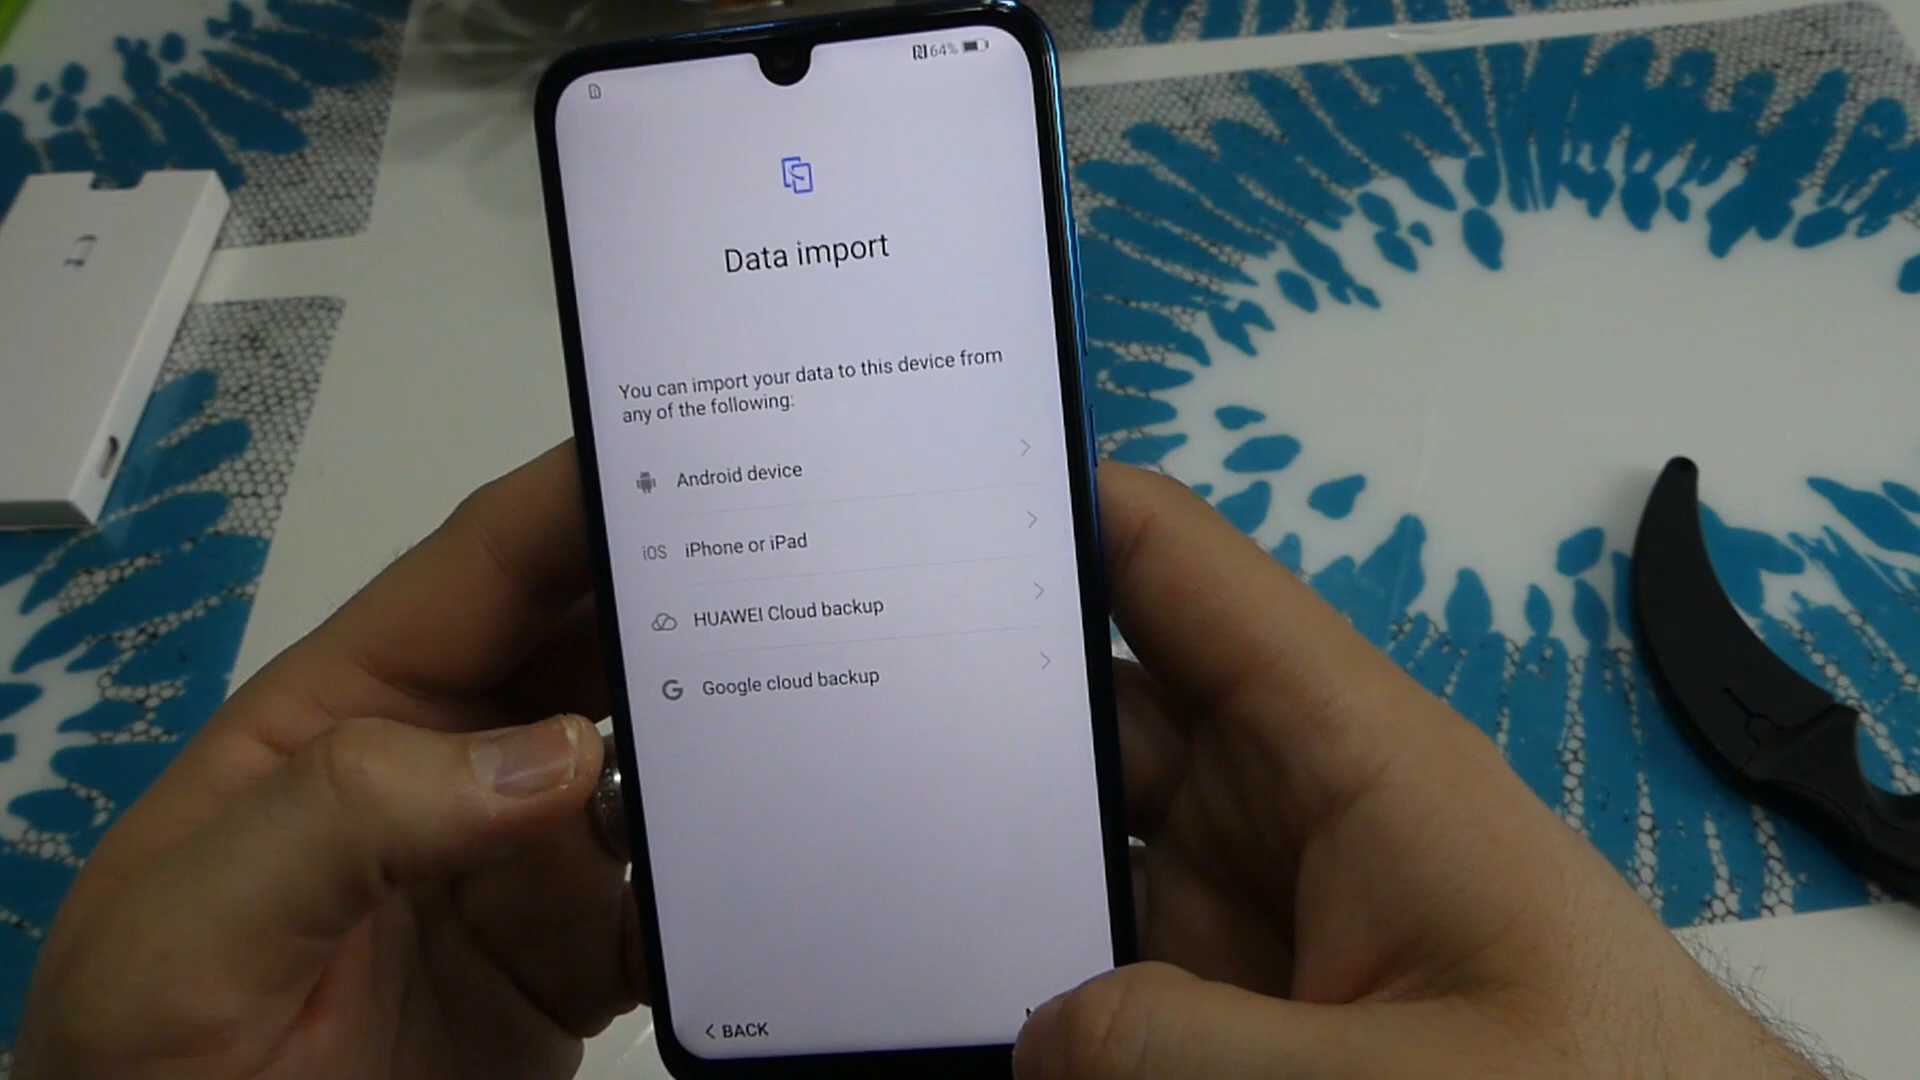 64%
Data import
You can import your data to this device from
any of the following:
Android device
iOS iPhone or iPad
HUAWEI Cloud backup
G Google cloud backup
< BACK